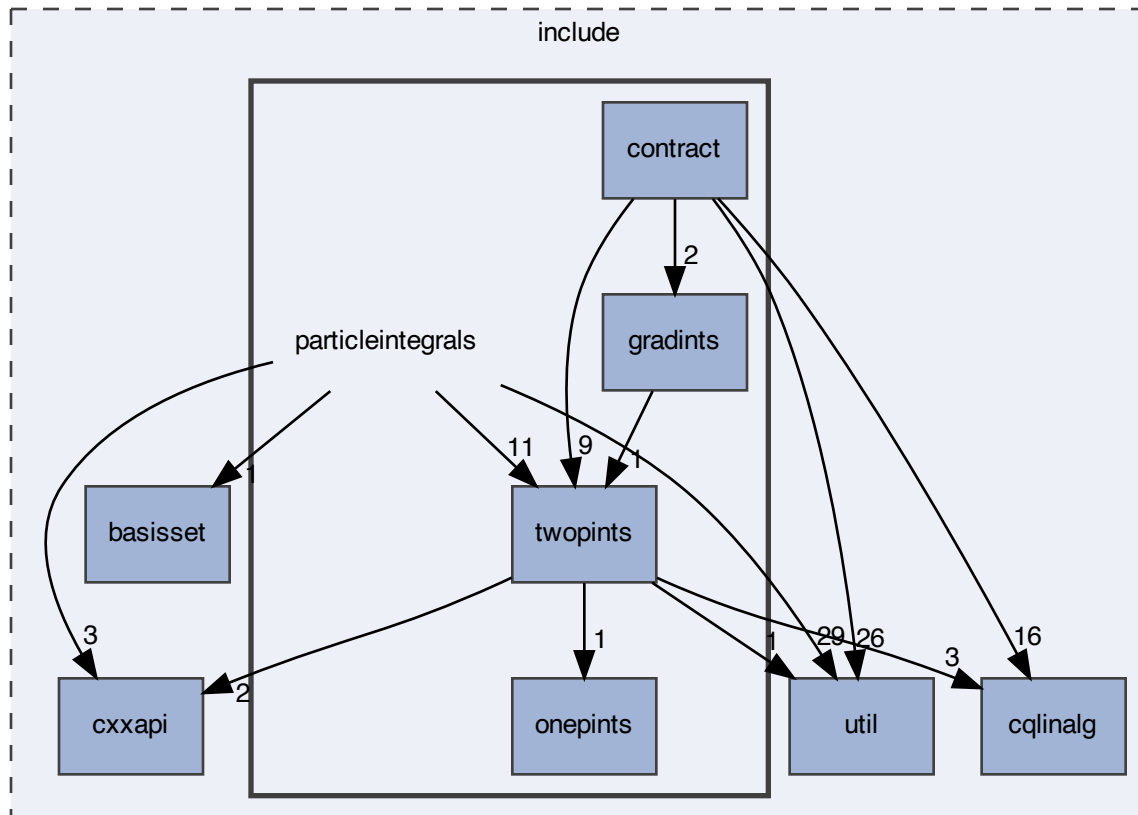 include
contract
2
particleintegrals
gradints
11
9
1
1
basisset
twopints
3
2
1
1
29
26
3
16
cxxapi
onepints
util
cqlinalg